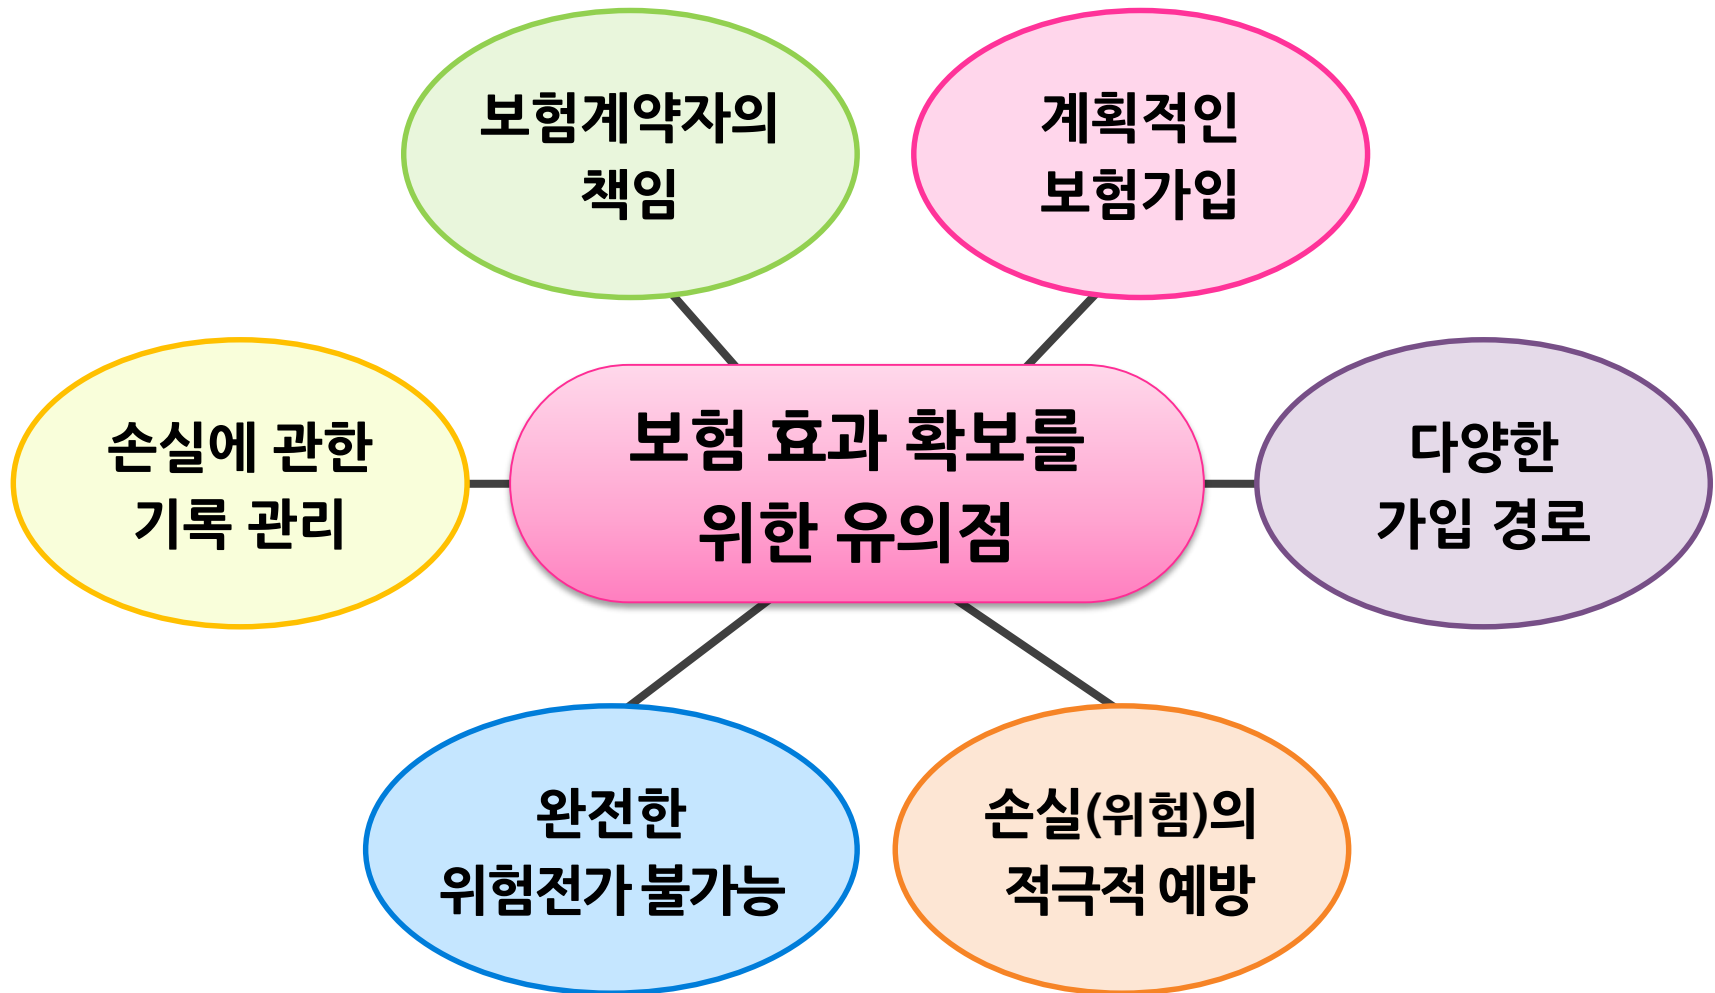 보험계약자의
책임
계획적인
보험가입
손실에 관한
기록 관리
보험 효과 확보를
위한 유의점
다양한
가입 경로
완전한
위험전가 불가능
손실(위험)의
적극적 예방